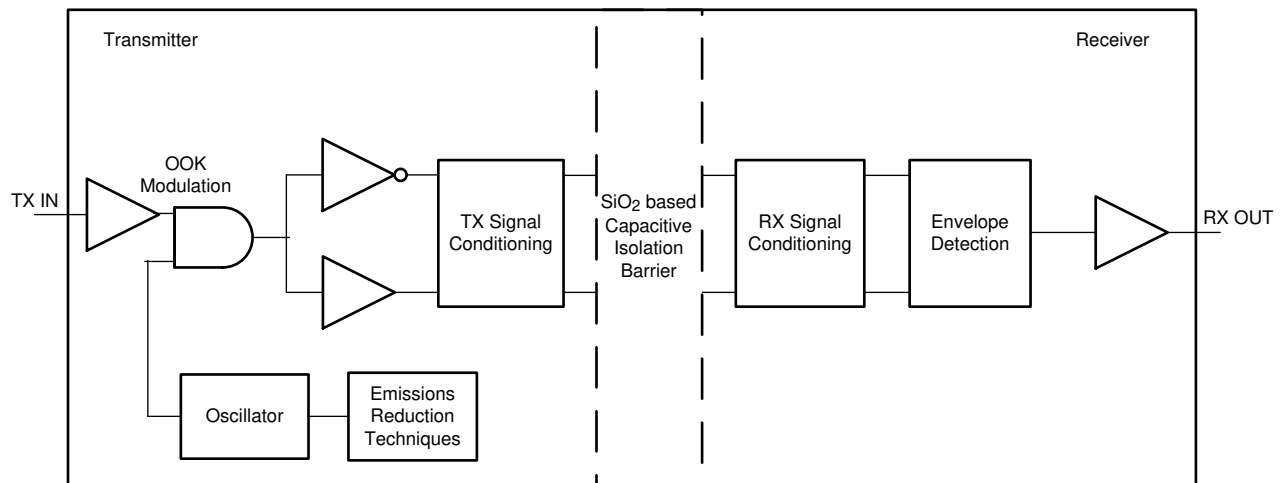 Transmitter
Receiver
OOK
Modulation
TX IN
TX Signal
Conditioning
SiO2 based
Capacitive
Isolation
Barrier
RX Signal
Conditioning
Envelope
Detection
RX OUT
Oscillator
Emissions
Reduction
Techniques